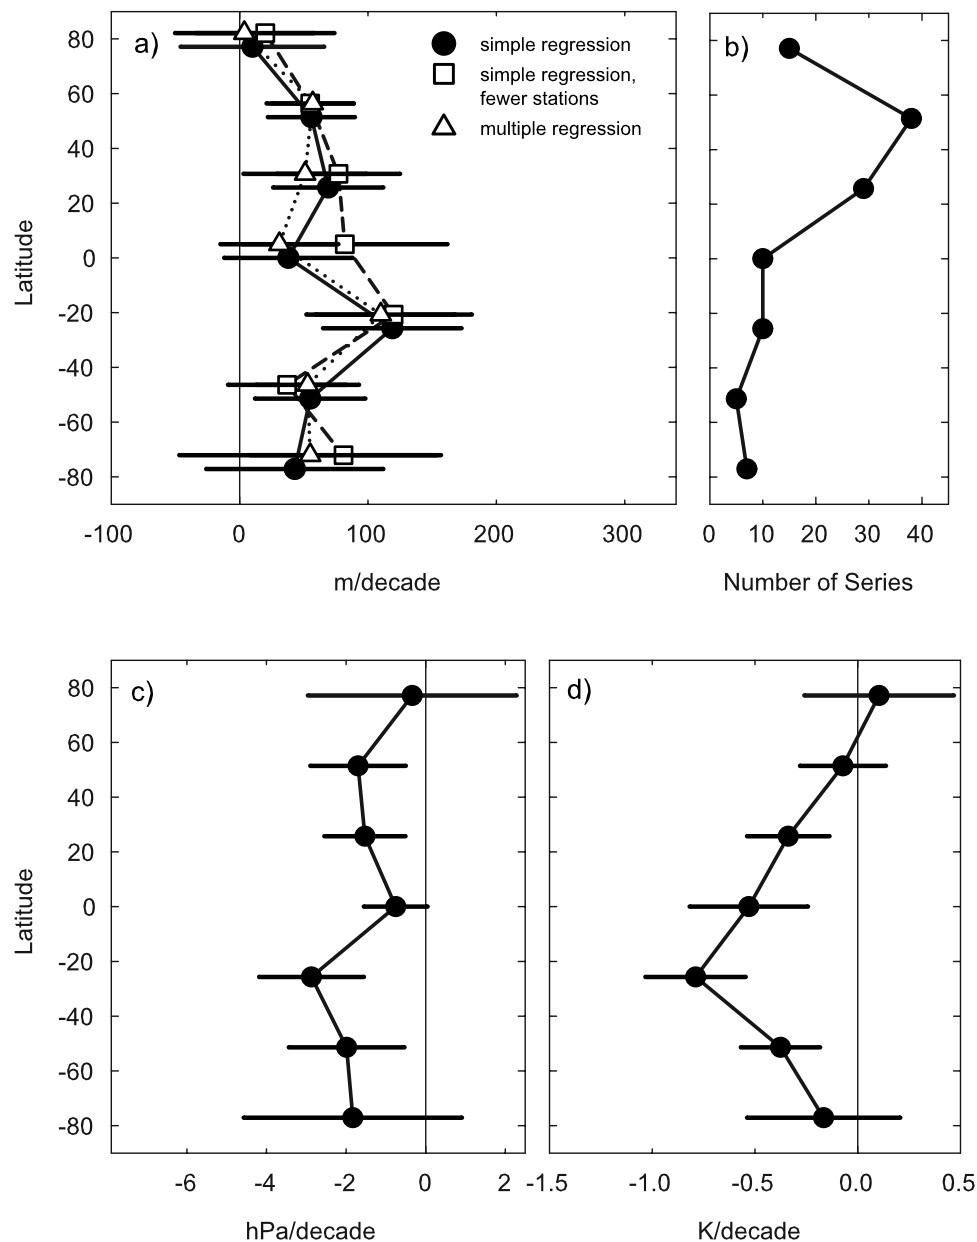 a)
simple regression
simple regression,
fewer stations
multiple regression
80
60
40
20
0
-20
-40
-60
-80
Latitude
-100 0 100 200 300
m/decade
b)
0 10 20 30 40
Number of Series
c)
80
60
40
20
0
-20
-40
-60
-80
Latitude
-6 -4 -2 0
hPa/decade
d)
-1.5 -1.0 -0.5 0.0 0.5
K/decade